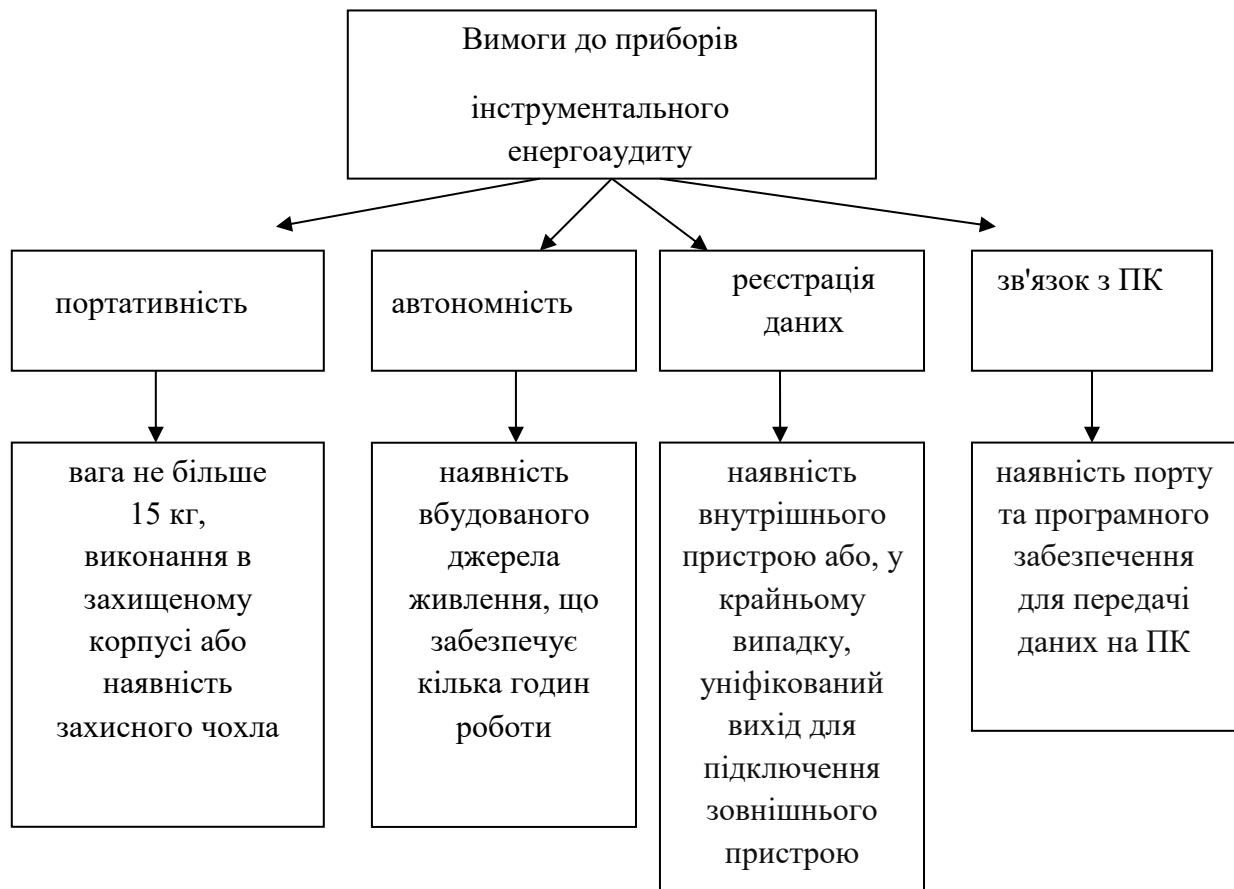 Вимоги до приборів
інструментального
енергоаудиту
портативність
автономність
реєстрація
даних
зв'язок з ПК
вага не більше
15 кг,
виконання в
захищеному
корпусі або
наявність
захисного чохла
наявність
вбудованого
джерела
живлення, що
забезпечує
кілька годин
роботи
наявність
внутрішнього
пристрою або, у
крайньому
випадку,
уніфікований
вихід для
підключення
зовнішнього
пристрою
наявність порту
та програмного
забезпечення
для передачі
даних на ПК